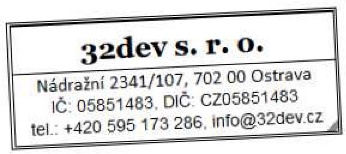 32dev s. r. o.
Nádražní 2341/107, 702 00 Ostrava
IČ: 05851483, DIČ: CZ05851483
tel.: +420 595 173 286, info@32dev.cz